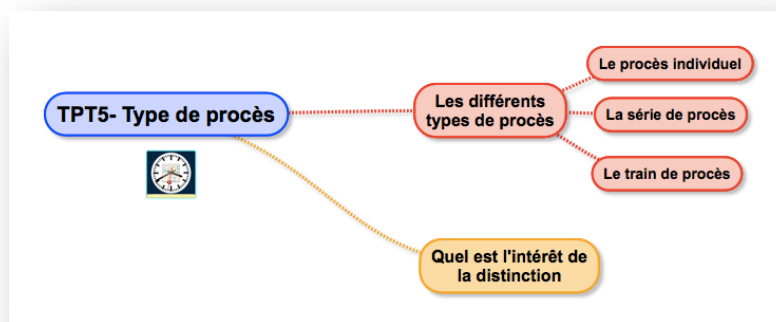 TPT5- Type de procès
Les différents
types de procès
Le procès individuel
La série de procès
Le train de procès
Quel est l'intérêt de
la distinction